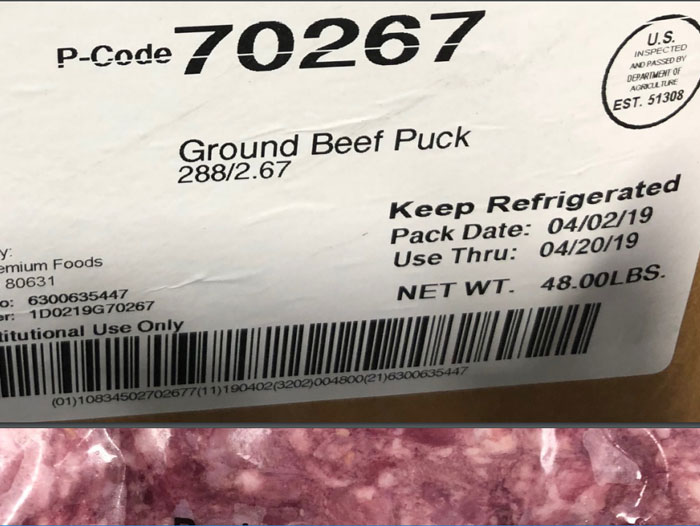 P-Code 70267
U.S.
INSPECTED
AND PASSED BY
DEPARTMENT OF
AGRICULTURE
EST. 51308
Ground Beef Puck
288/2.67
Keep Refrigerated
Pack Date: 04/02/19
Use Thru: 04/20/19
NET WT. 48.00LBS.
y:
emium Foods
80631
o: 6300635447
er: 1D0219G70267
titutional Use Only
(01)10834502702677(11)190402(3202)004800(21)6300635447